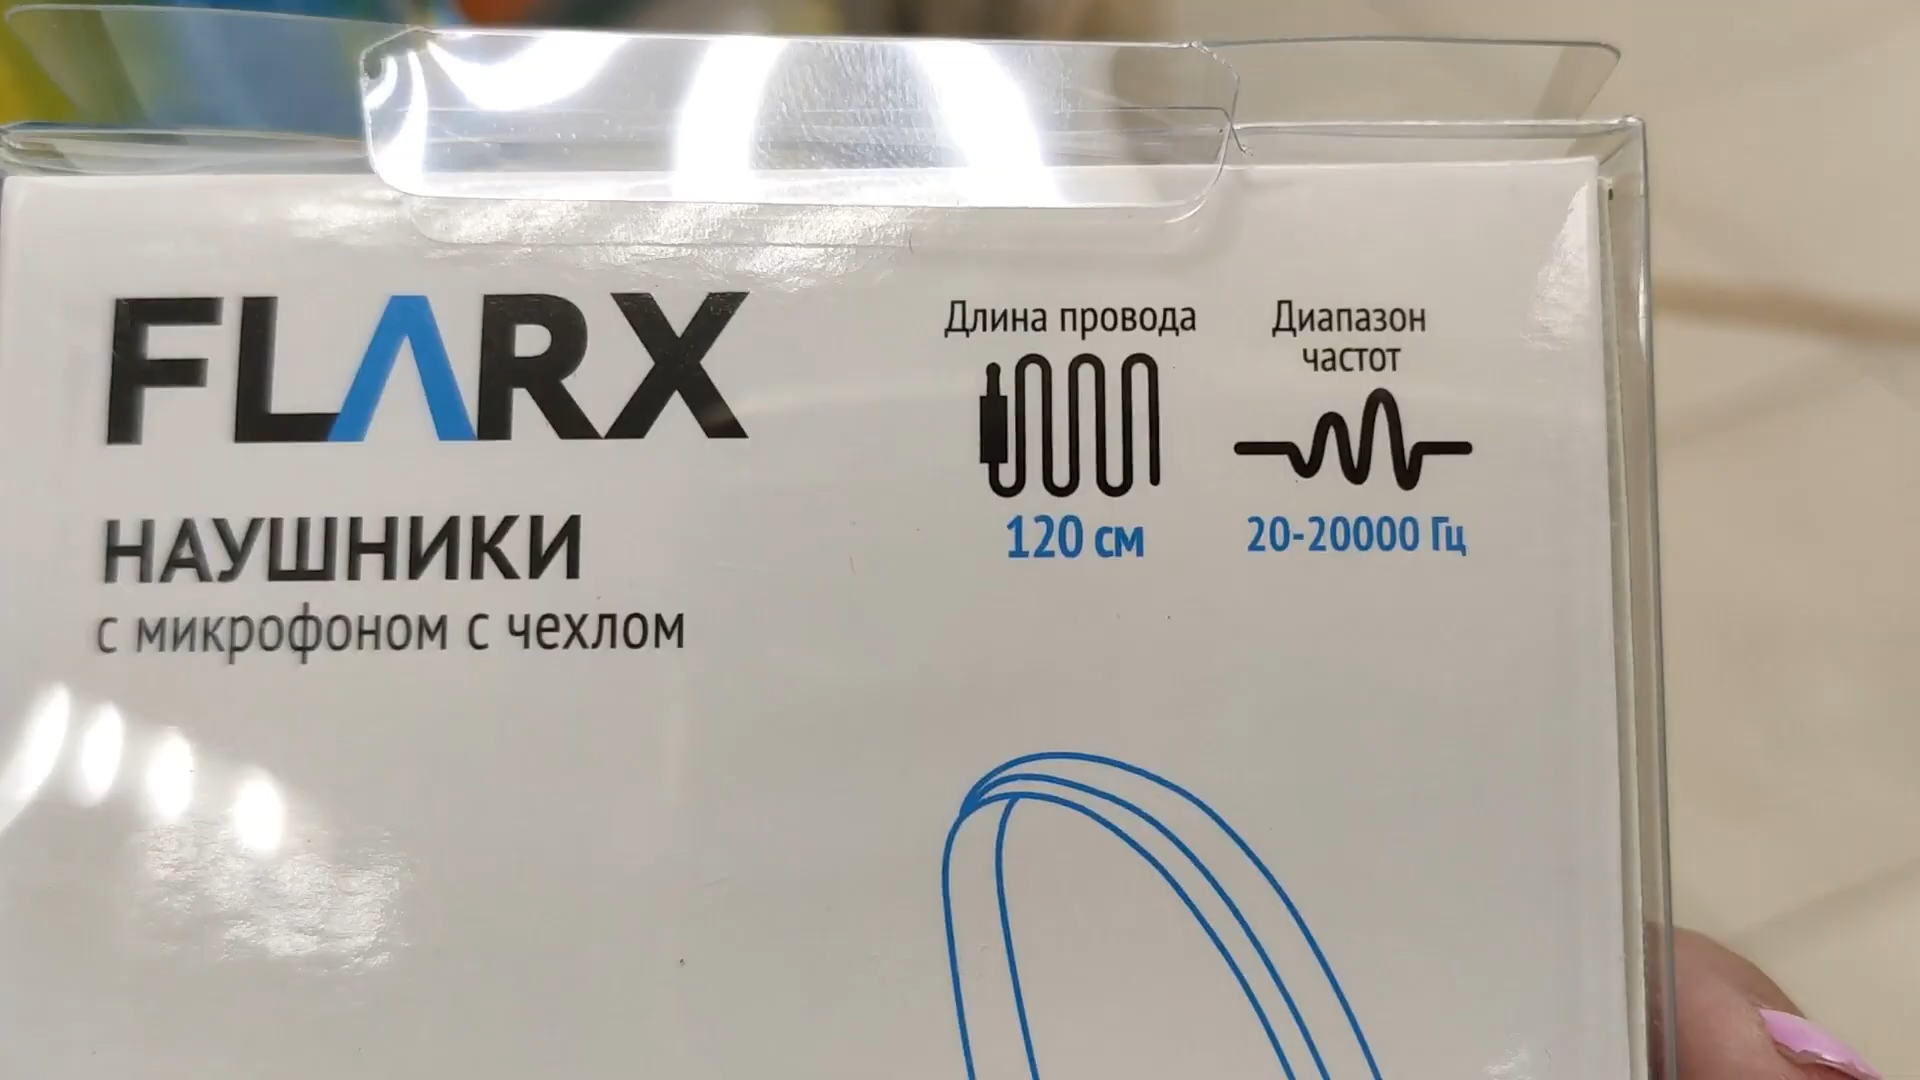 FLARX
НАУШНИКИ
с микрофоном с чехлом
Длина провода
120 см
Диапазон
частот
20-20000 Гц